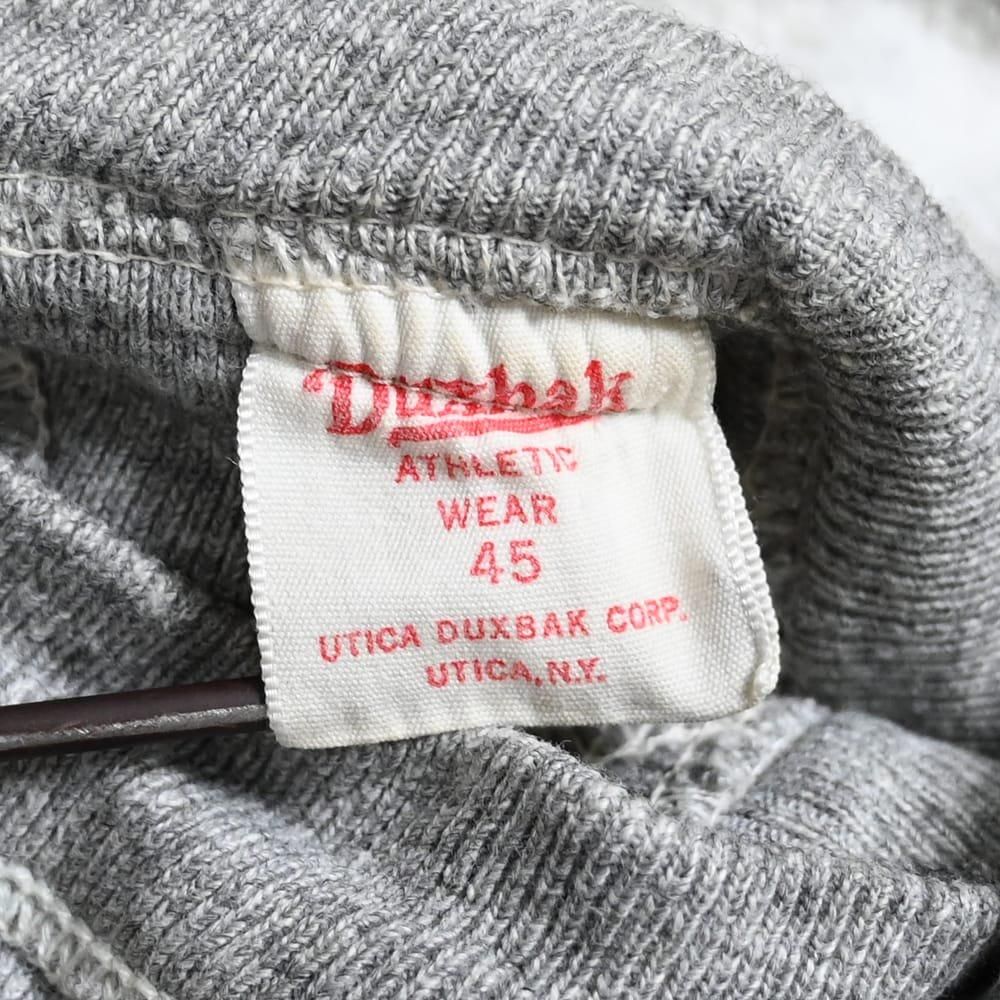 Duxbak
ATHLETIC
WEAR
45
UTICA DUXBAK CORP.
UTICA, N.Y.